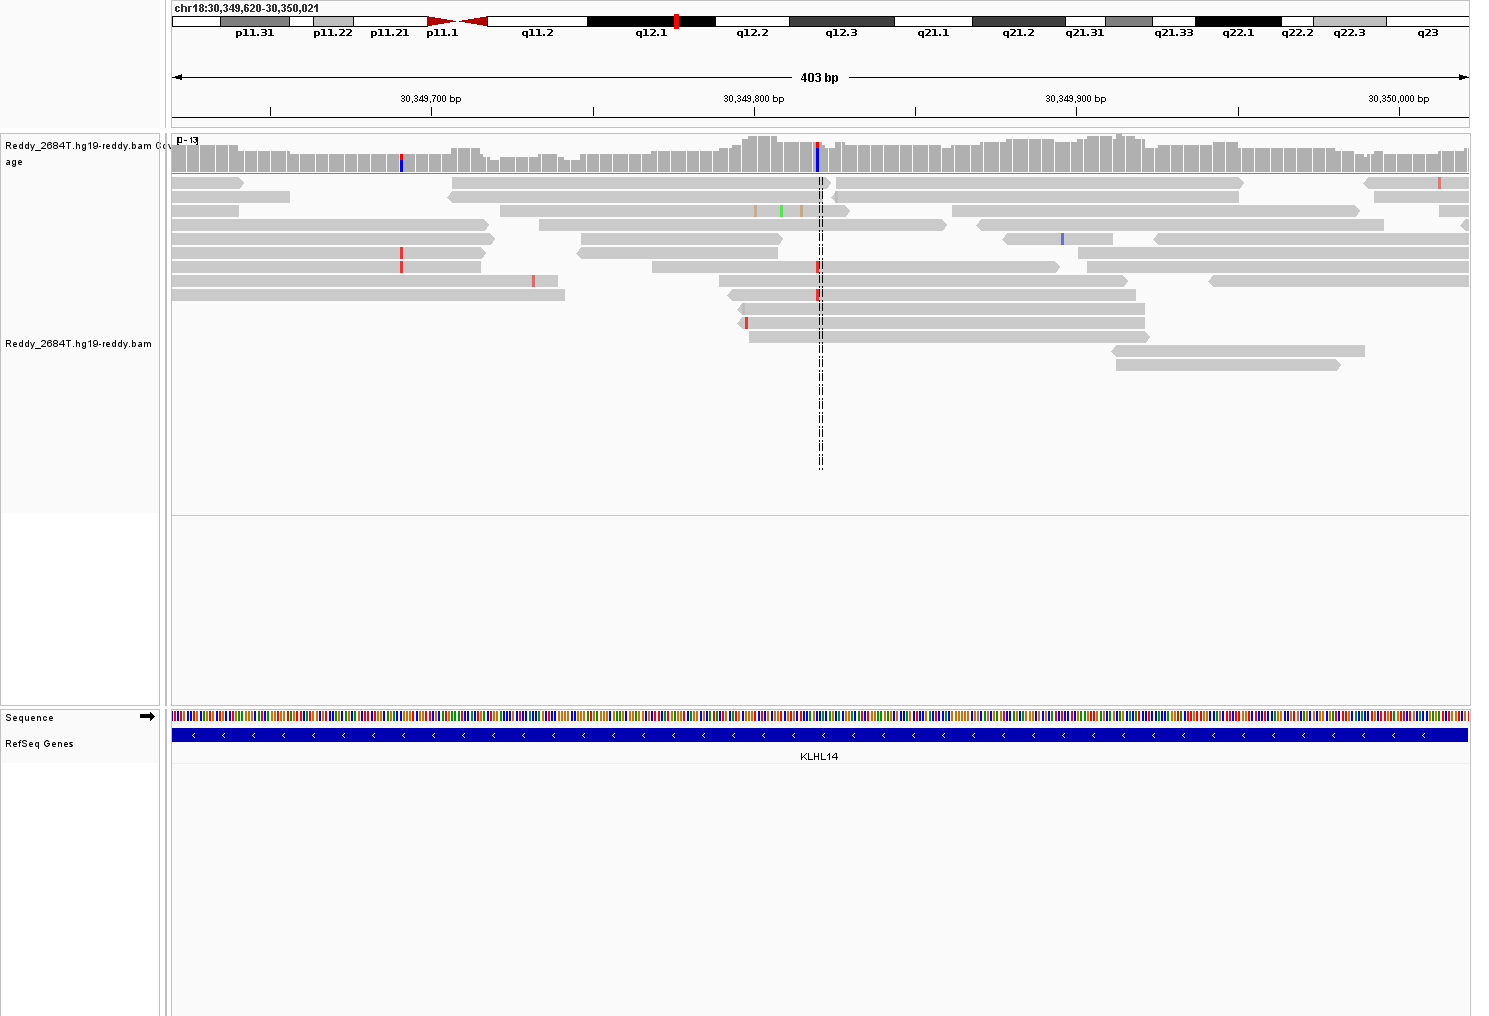 chr18:30,349,620-30,350,021
p11.31 p11.22 p11.21 p11.1 q11.2 q12.1 q12.2 q12.3 q21.1 q21.2 q21.31 q21.33 q22.1 q22.2 q22.3 q23
403 bp
30,349,700 bp 30,349,800 bp 30,349,900 bp 30,350,000 bp
Reddy_2684T.hg19-reddy.bam Cov
age
[0 - 13]
Reddy_2684T.hg19-reddy.bam
Sequence
RefSeq Genes
KLHL14